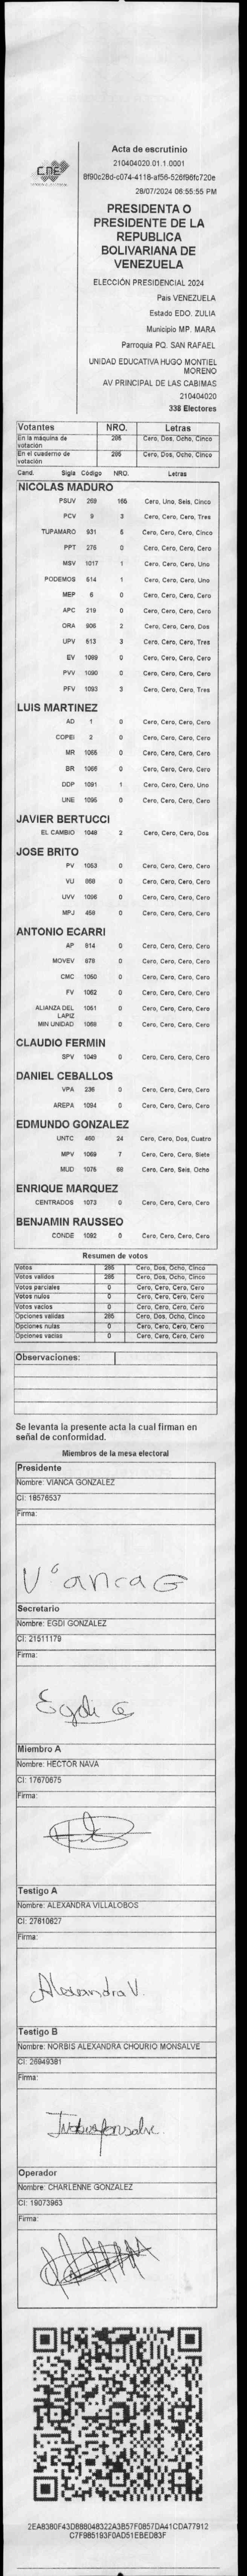 CNE
Acta de escrutinio
210404020.01.1.0001
8f90c28d-c074-4118-af56-526f96fc720e
28/07/2024 06:55:55 PM
PRESIDENTA O
PRESIDENTE DE LA
REPUBLICA
BOLIVARIANA DE
VENEZUELA
ELECCIÓN PRESIDENCIAL 2024
Pais VENEZUELA
Estado EDO. ZULIA
Municipio MP. MARA
Parroquia PQ. SAN RAFAEL
UNIDAD EDUCATIVA HUGO MONTIEL
MORENO
AV PRINCIPAL DE LAS CABIMAS
210404020
338 Electores
Votantes NRO. Letras
En la máquina de votación 285 Cero, Dos, Ocho, Cinco
En el cuaderno de votación 285 Cero, Dos, Ocho, Cinco
Cand. Sigla Código NRO. Letras
NICOLAS MADURO
PSUV 269 165 Cero, Uno, Seis, Cinco
PCV 9 3 Cero, Cero, Cero, Tres
TUPAMARO 931 5 Cero, Cero, Cero, Cinco
PPT 276 0 Cero, Cero, Cero, Cero
MSV 1017 1 Cero, Cero, Cero, Uno
PODEMOS 514 1 Cero, Cero, Cero, Uno
MEP 6 0 Cero, Cero, Cero, Cero
APC 219 0 Cero, Cero, Cero, Cero
ORA 906 2 Cero, Cero, Cero, Dos
UPV 513 3 Cero, Cero, Cero, Tres
EV 1089 0 Cero, Cero, Cero, Cero
PVV 1090 0 Cero, Cero, Cero, Cero
PFV 1093 3 Cero, Cero, Cero, Tres
LUIS MARTINEZ
AD 1 0 Cero, Cero, Cero, Cero
COPEI 2 0 Cero, Cero, Cero, Cero
MR 1065 0 Cero, Cero, Cero, Cero
BR 1066 0 Cero, Cero, Cero, Cero
DDP 1091 1 Cero, Cero, Cero, Uno
UNE 1095 0 Cero, Cero, Cero, Cero
JAVIER BERTUCCI
EL CAMBIO 1048 2 Cero, Cero, Cero, Dos
JOSE BRITO
PV 1053 0 Cero, Cero, Cero, Cero
VU 868 0 Cero, Cero, Cero, Cero
UVV 1096 0 Cero, Cero, Cero, Cero
MPJ 458 0 Cero, Cero, Cero, Cero
ANTONIO ECARRI
AP 914 0 Cero, Cero, Cero, Cero
MOVEV 878 0 Cero, Cero, Cero, Cero
CMC 1050 0 Cero, Cero, Cero, Cero
FV 1062 0 Cero, Cero, Cero, Cero
ALIANZA DEL LAPIZ 1051 0 Cero, Cero, Cero, Cero
MIN UNIDAD 1068 0 Cero, Cero, Cero, Cero
CLAUDIO FERMIN
SPV 1049 0 Cero, Cero, Cero, Cero
DANIEL CEBALLOS
VPA 236 0 Cero, Cero, Cero, Cero
AREPA 1094 0 Cero, Cero, Cero, Cero
EDMUNDO GONZALEZ
UNTC 460 24 Cero, Cero, Dos, Cuatro
MPV 1069 7 Cero, Cero, Cero, Siete
MUD 1076 68 Cero, Cero, Seis, Ocho
ENRIQUE MARQUEZ
CENTRADOS 1073 0 Cero, Cero, Cero, Cero
BENJAMIN RAUSSEO
CONDE 1092 0 Cero, Cero, Cero, Cero
Resumen de votos
Votos 285 Cero, Dos, Ocho, Cinco
Votos validos 285 Cero, Dos, Ocho, Cinco
Votos parciales 0 Cero, Cero, Cero, Cero
Votos nulos 0 Cero, Cero, Cero, Cero
Votos vacios 0 Cero, Cero, Cero, Cero
Opciones validas 285 Cero, Dos, Ocho, Cinco
Opciones nulas 0 Cero, Cero, Cero, Cero
Opciones vacias 0 Cero, Cero, Cero, Cero
Observaciones:
Se levanta la presente acta la cual firman en
señal de conformidad.
Miembros de la mesa electoral
Presidente
Nombre: VIANCA GONZALEZ
CI: 18576537
Firma:
Vianca G
Secretario
Nombre: EGDI GONZALEZ
CI: 21511179
Firma:
Egdi G
Miembro A
Nombre: HECTOR NAVA
CI: 17670675
Firma:
Testigo A
Nombre: ALEXANDRA VILLALOBOS
CI: 27610627
Firma:
Alexandra V.
Testigo B
Nombre: NORBIS ALEXANDRA CHOURIO MONSALVE
CI: 26949381
Firma:
Operador
Nombre: CHARLENNE GONZALEZ
CI: 19073963
Firma:
2EA8380F43D888048322A3B57F0857DA41CDA77912
C7F985193F0AD51EBED83F